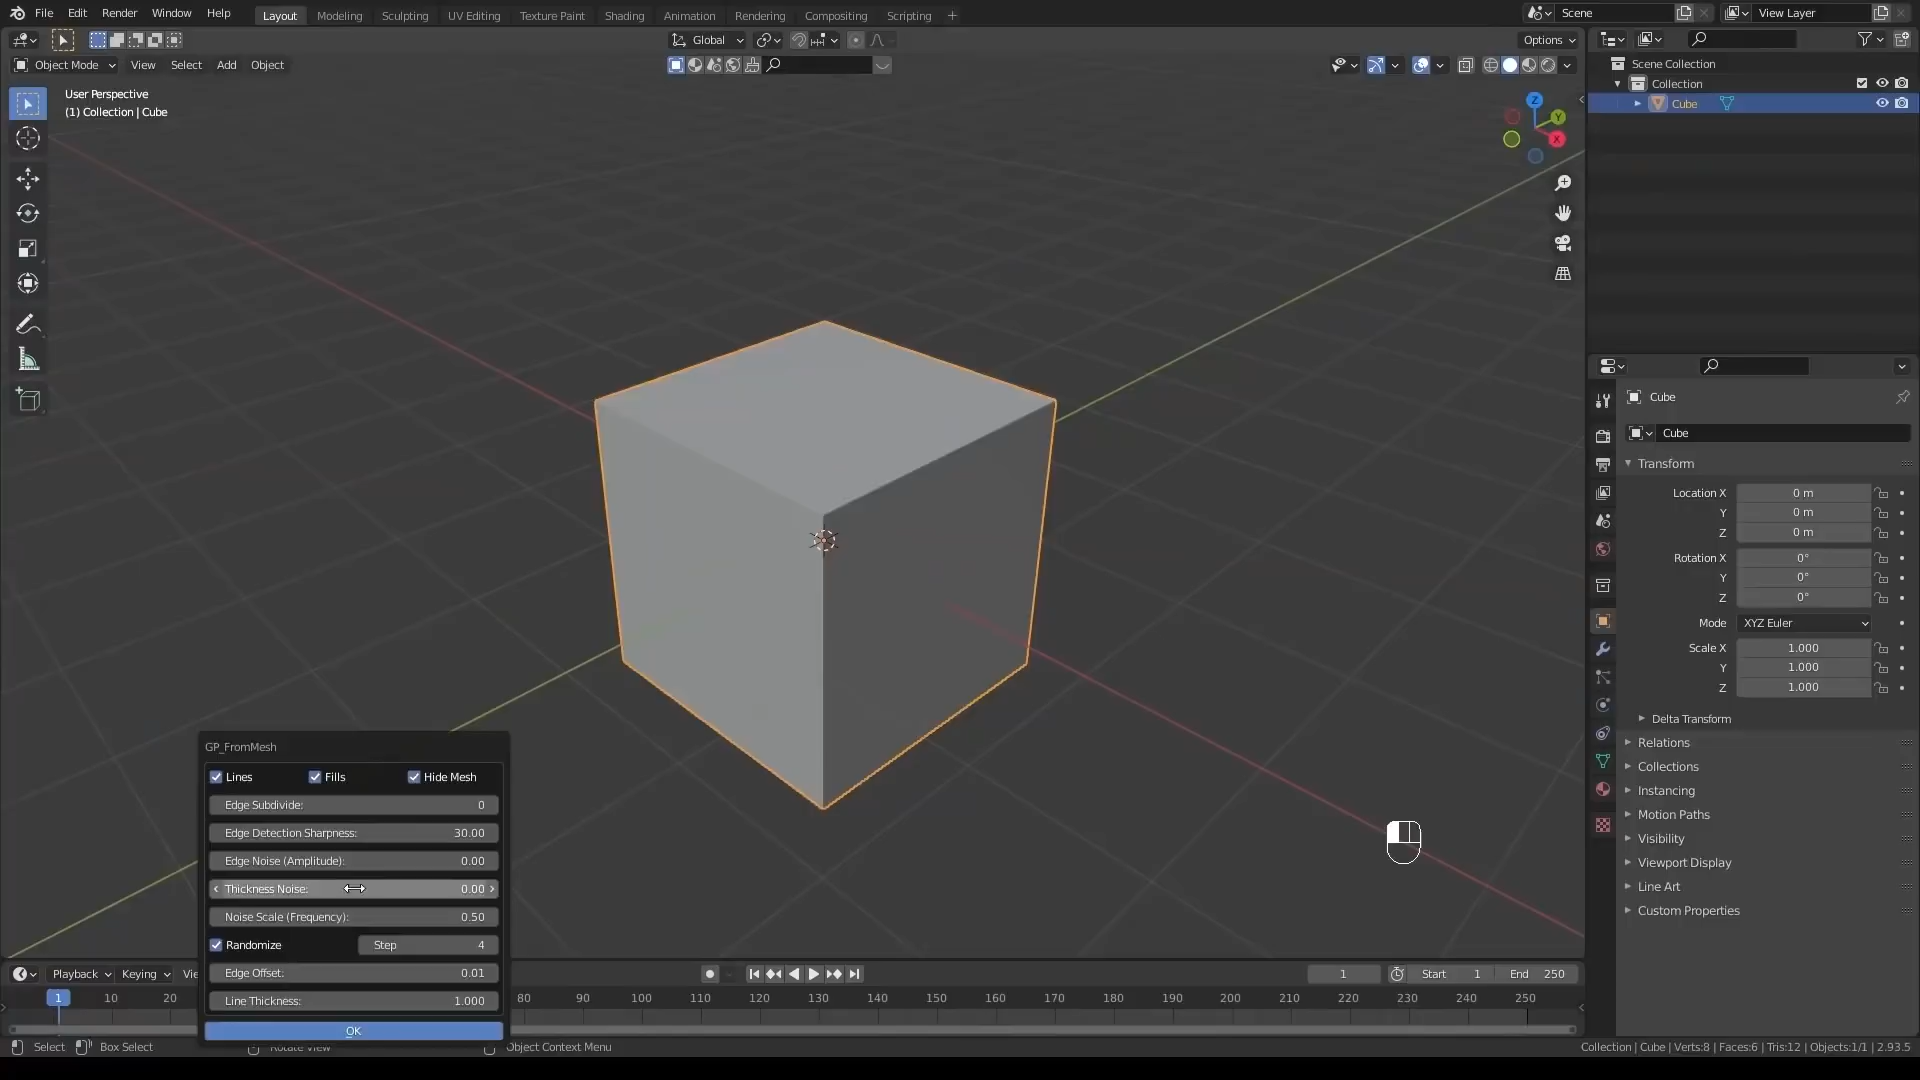 File Edit Render Window Help Layout Modeling Sculpting UV Editing Texture Paint Shading Animation Rendering Compositing Scripting + Scene View Layer
Global Options
Object Mode View Select Add Object
User Perspective
(1) Collection | Cube
Z
Y
X
Scene Collection
Collection
Cube
Cube
Cube
Transform
Location X 0 m
Y 0 m
Z 0 m
Rotation X 0°
Y 0°
Z 0°
Mode XYZ Euler
Scale X 1.000
Y 1.000
Z 1.000
Delta Transform
Relations
Collections
Instancing
Motion Paths
Visibility
Viewport Display
Line Art
Custom Properties
GP_FromMesh
Lines Fills Hide Mesh
Edge Subdivide: 0
Edge Detection Sharpness: 30.00
Edge Noise (Amplitude): 0.00
Thickness Noise: 0.00
Noise Scale (Frequency): 0.50
Randomize Step 4
Edge Offset: 0.01
Line Thickness: 1.000
OK
Playback Keying Vie 1 Start 1 End 250
1 10 20 80 90 100 110 120 130 140 150 160 170 180 190 200 210 220 230 240 250
Select Box Select Rotate View Object Context Menu Collection | Cube | Verts:8 | Faces:6 | Tris:12 | Objects:1/1 | 2.93.5